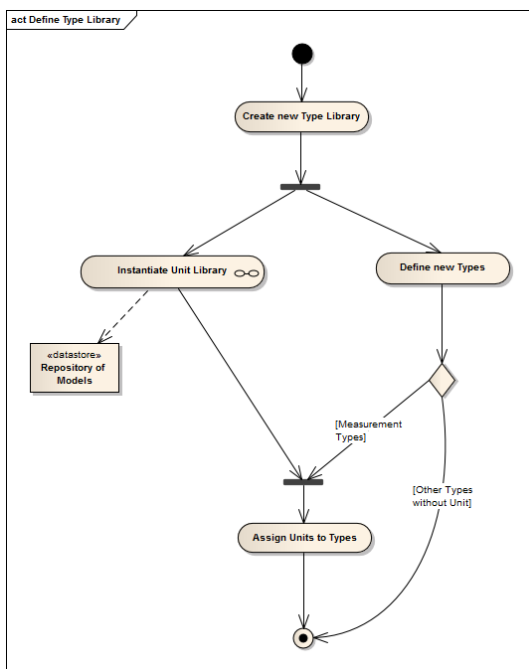 act Define Type Library
Create new Type Library
Instantiate Unit Library
Define new Types
«datastore»
Repository of
Models
[Measurement
Types]
[Other Types
without Unit]
Assign Units to Types